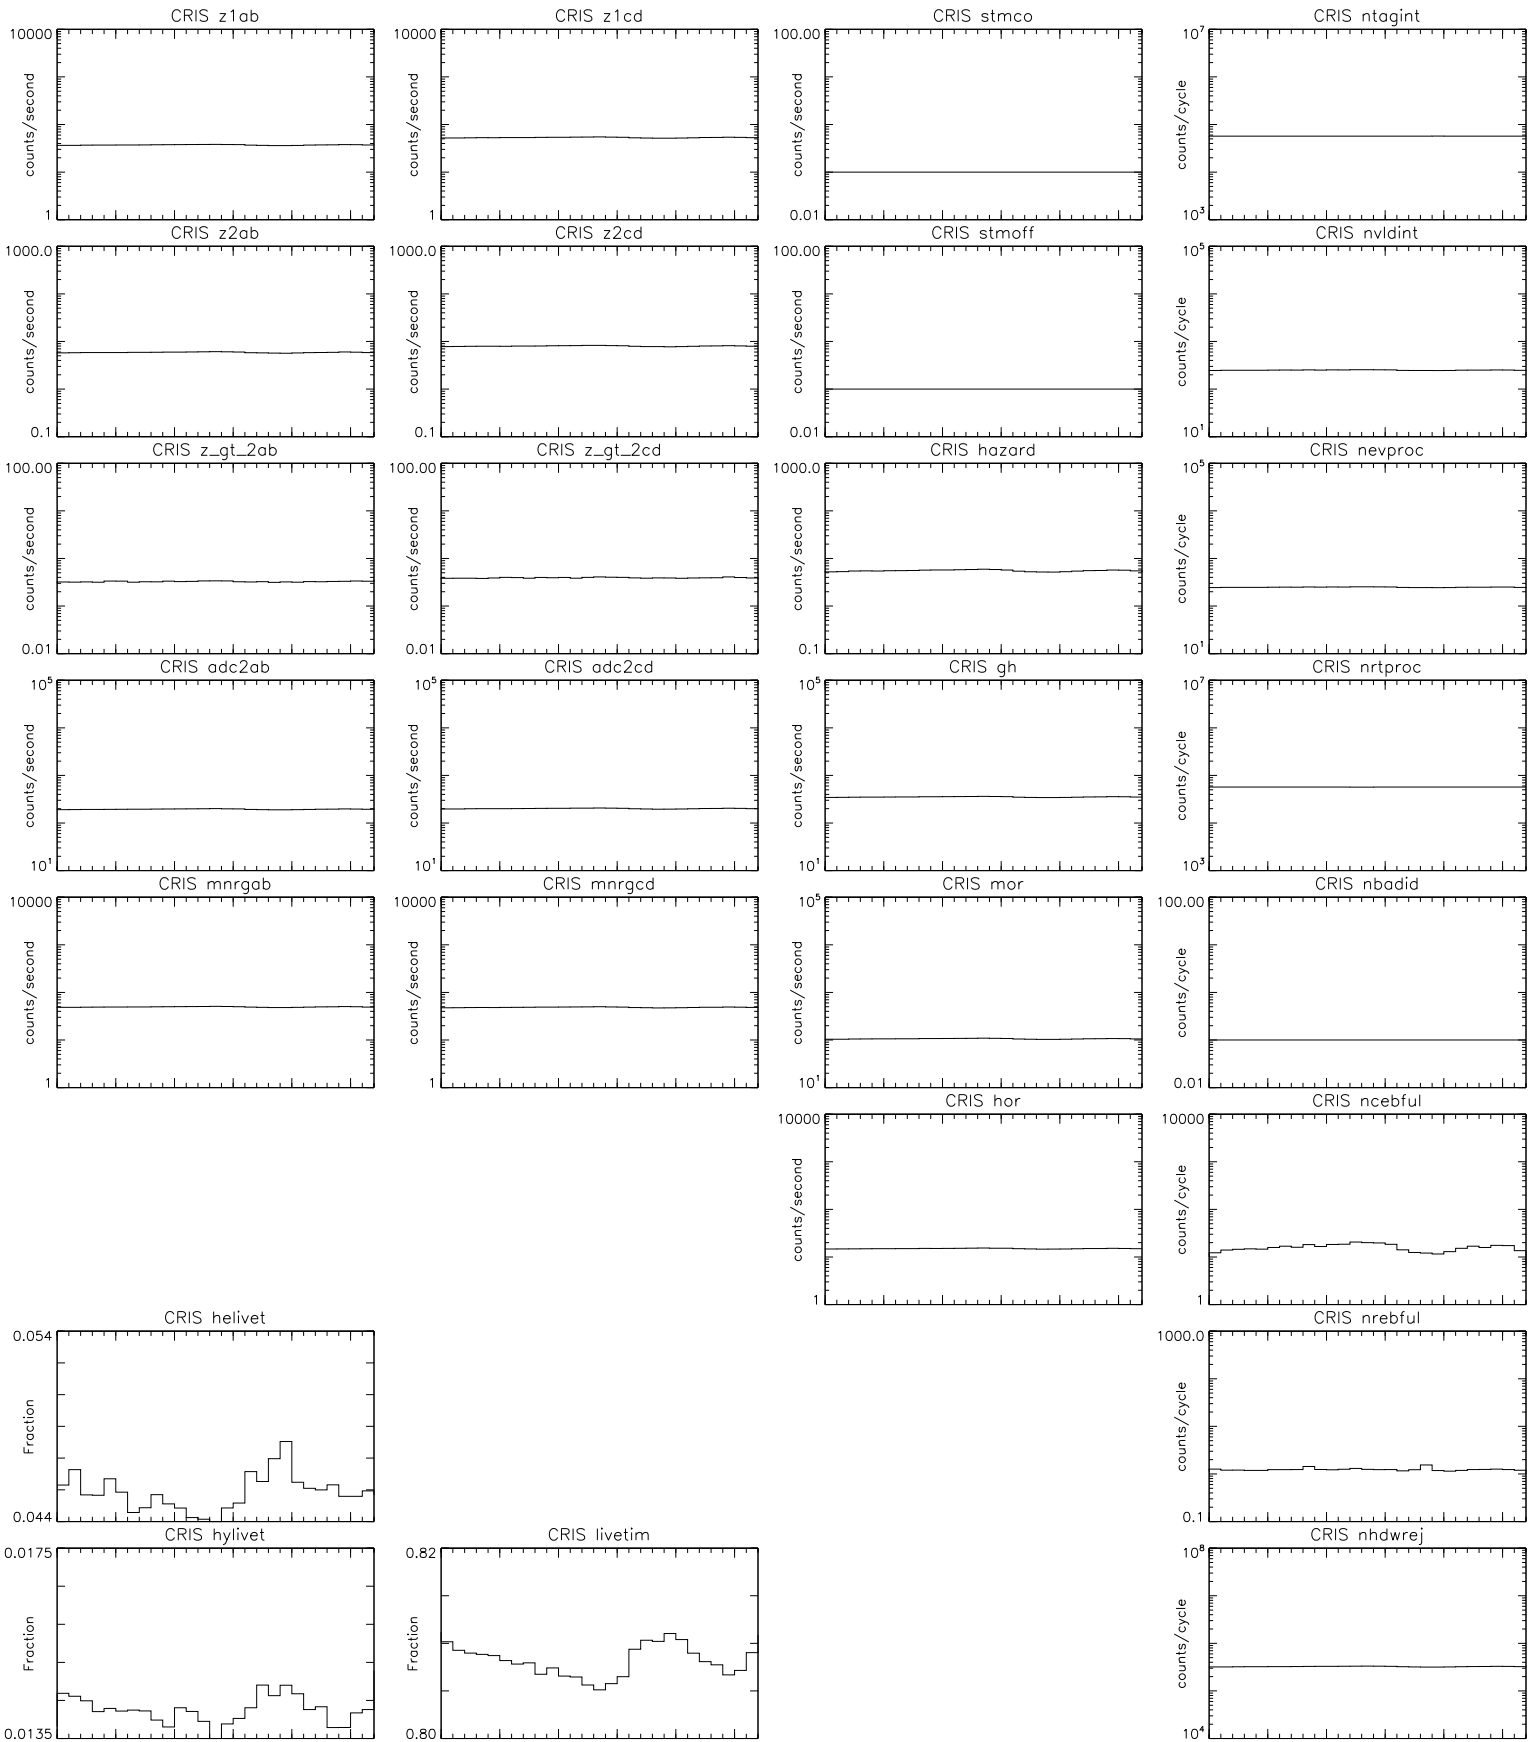 CRIS z1ab
10000
counts/second
1
CRIS z1cd
10000
counts/second
1
CRIS stmco
100.00
counts/second
0.01
CRIS ntagint
10⁷
counts/cycle
10³
CRIS z2ab
1000.0
counts/second
0.1
CRIS z2cd
1000.0
counts/second
0.1
CRIS stmoff
100.00
counts/second
0.01
CRIS nvldint
10⁵
counts/cycle
10¹
CRIS z_gt_2ab
100.00
counts/second
0.01
CRIS z_gt_2cd
100.00
counts/second
0.01
CRIS hazard
1000.0
counts/second
0.1
CRIS nevproc
10⁵
counts/cycle
10¹
CRIS adc2ab
10⁵
counts/second
10¹
CRIS adc2cd
10⁵
counts/second
10¹
CRIS gh
10⁵
counts/second
10¹
CRIS nrtproc
10⁷
counts/cycle
10³
CRIS mnrgab
10000
counts/second
1
CRIS mnrgcd
10000
counts/second
1
CRIS mor
10⁵
counts/second
10¹
CRIS nbadid
100.00
counts/cycle
0.01
CRIS hor
10000
counts/second
1
CRIS ncebful
10000
counts/cycle
1
CRIS helivet
0.054
Fraction
0.044
CRIS nrebful
1000.0
counts/cycle
0.1
CRIS hylivet
0.0175
Fraction
0.0135
CRIS livetim
0.82
Fraction
0.80
CRIS nhdwrej
10⁸
counts/cycle
10⁴